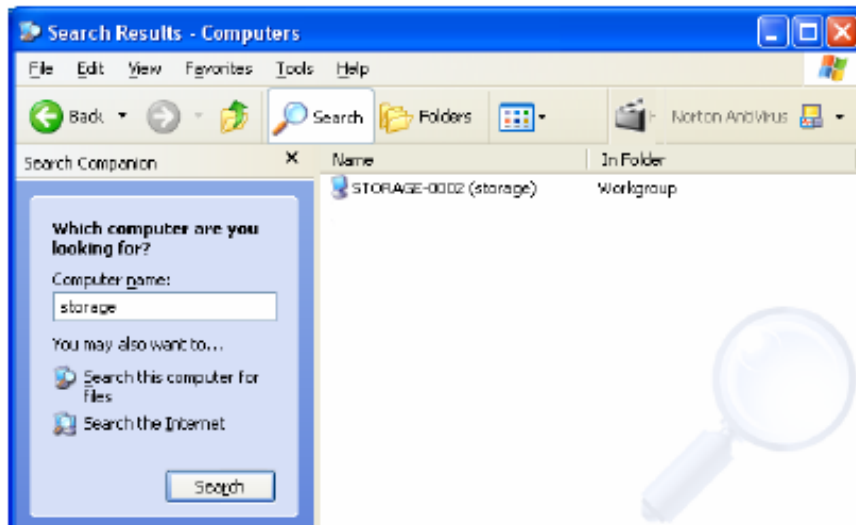 Search Results - Computers
File Edit View Favorites Tools Help
Back Search Folders Norton AntiVirus
Search Companion
Name In Folder
STORAGE-0002 (storage) Workgroup
Which computer are you
looking for?
Computer name:
storage
You may also want to...
Search this computer for
files
Search the Internet
Search